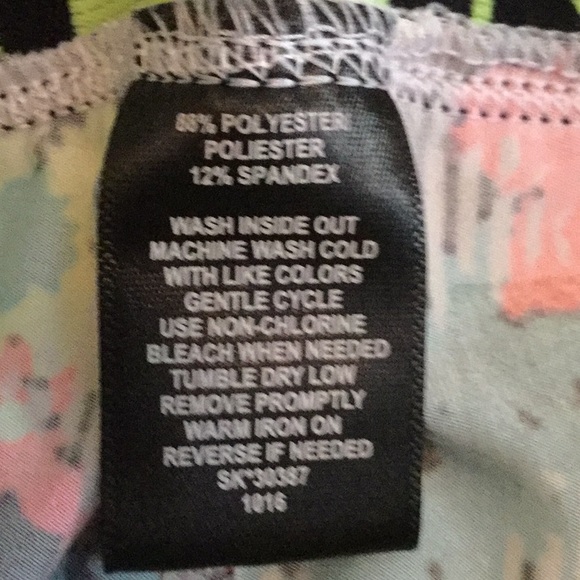 88% POLYESTER
POLIESTER
12% SPANDEX
WASH INSIDE OUT
MACHINE WASH COLD
WITH LIKE COLORS
GENTLE CYCLE
USE NON-CHLORINE
BLEACH WHEN NEEDED
TUMBLE DRY LOW
REMOVE PROMPTLY
WARM IRON ON
REVERSE IF NEEDED
SK*30387
1016